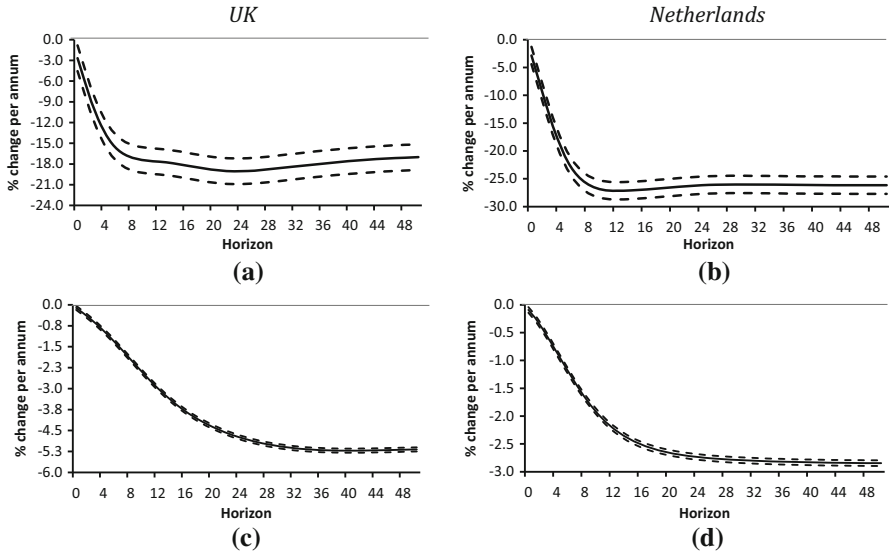 UK
Netherlands
% change per annum
0.0
-3.0
-6.0
-9.0
-12.0
-15.0
-18.0
-21.0
-24.0
0 4 8 12 16 20 24 28 32 36 40 44 48
Horizon
(a)
% change per annum
0.0
-5.0
-10.0
-15.0
-20.0
-25.0
-30.0
0 4 8 12 16 20 24 28 32 36 40 44 48
Horizon
(b)
% change per annum
0.0
-0.8
-1.5
-2.3
-3.0
-3.8
-4.5
-5.3
-6.0
0 4 8 12 16 20 24 28 32 36 40 44 48
Horizon
(c)
% change per annum
0.0
-0.5
-1.0
-1.5
-2.0
-2.5
-3.0
0 4 8 12 16 20 24 28 32 36 40 44 48
Horizon
(d)